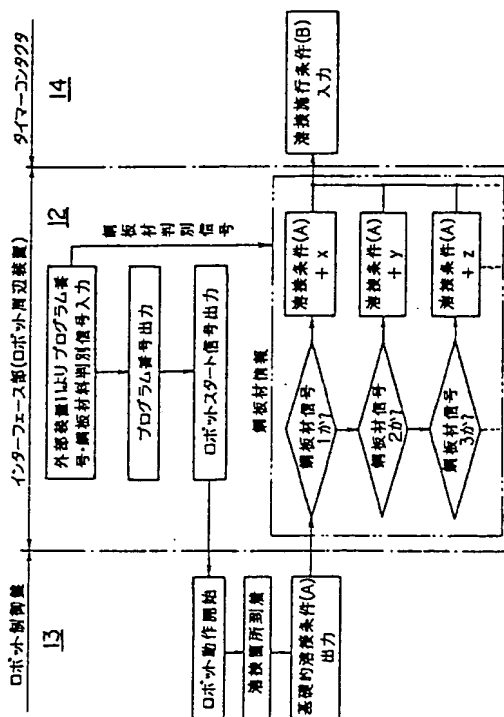 ロボット制御盤
インターフェース部(ロボット周辺装置)
タイマーコンタクタ
13
12
14
外部装置11よりプログラム番
号・鋼板材料判別信号入力
プログラム番号出力
ロボットスタート信号出力
鋼板材
判別信号
ロボット動作開始
溶接箇所到着
基礎的溶接条件(A)
出力
鋼板材情報
鋼板材信号
1か?
溶接条件(A)
+ x
鋼板材信号
2か?
溶接条件(A)
+ y
鋼板材信号
3か?
溶接条件(A)
+ z
溶接施行条件(B)
入力